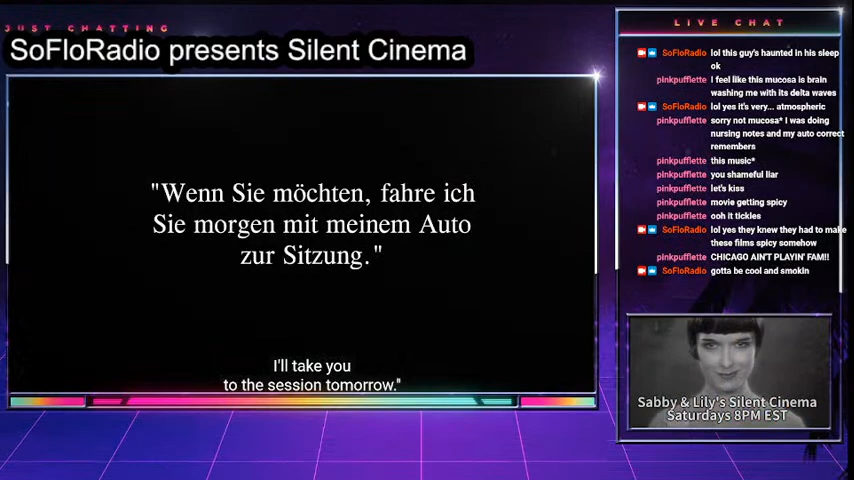 JUST CHATTING
SoFloRadio presents Silent Cinema
"Wenn Sie möchten, fahre ich
Sie morgen mit meinem Auto
zur Sitzung."
I'll take you
to the session tomorrow."
LIVE CHAT
SoFloRadio lol this guy's haunted in his sleep
ok
pinkpufflette I feel like this mucosa is brain
washing me with its delta waves
SoFloRadio lol yes it's very... atmospheric
pinkpufflette sorry not mucosa* I was doing
nursing notes and my auto correct
remembers
pinkpufflette this music*
pinkpufflette you shameful liar
pinkpufflette let's kiss
pinkpufflette movie getting spicy
pinkpufflette ooh it tickles
SoFloRadio lol yes they knew they had to make
these films spicy somehow
pinkpufflette CHICAGO AIN'T PLAYIN' FAM!!
SoFloRadio gotta be cool and smokin
Sabby & Lily's Silent Cinema
Saturdays 8PM EST